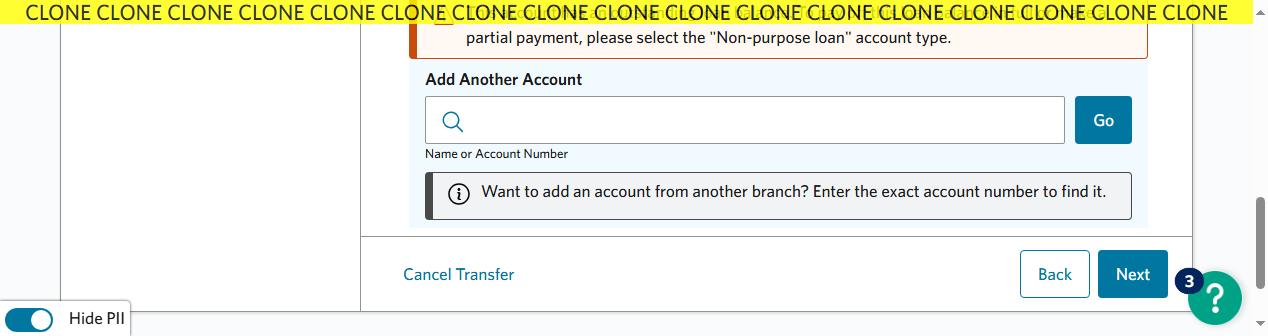 CLONE CLONE CLONE CLONE CLONE CLONE CLONE CLONE CLONE CLONE CLONE CLONE CLONE CLONE CLONE CLONE CLONE
partial payment, please select the "Non-purpose loan" account type.
Add Another Account
Go
Name or Account Number
Want to add an account from another branch? Enter the exact account number to find it.
Cancel Transfer
Back
Next
3
?
Hide PII